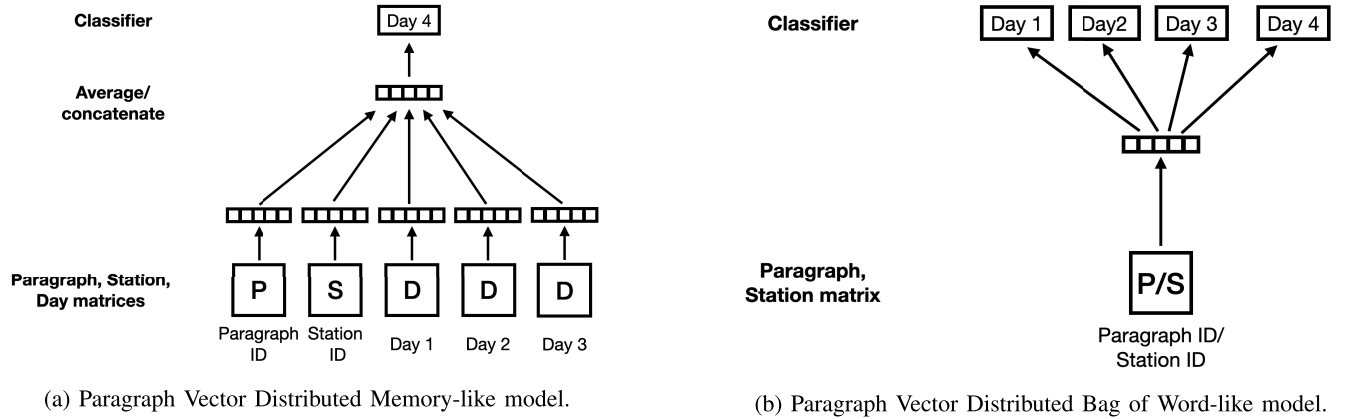 Classifier
Day 4
Average/
concatenate
Paragraph, Station,
Day matrices
P
S
D
D
D
Paragraph
ID
Station
ID
Day 1
Day 2
Day 3
(a) Paragraph Vector Distributed Memory-like model.
Classifier
Day 1
Day2
Day 3
Day 4
Paragraph,
Station matrix
P/S
Paragraph ID/
Station ID
(b) Paragraph Vector Distributed Bag of Word-like model.